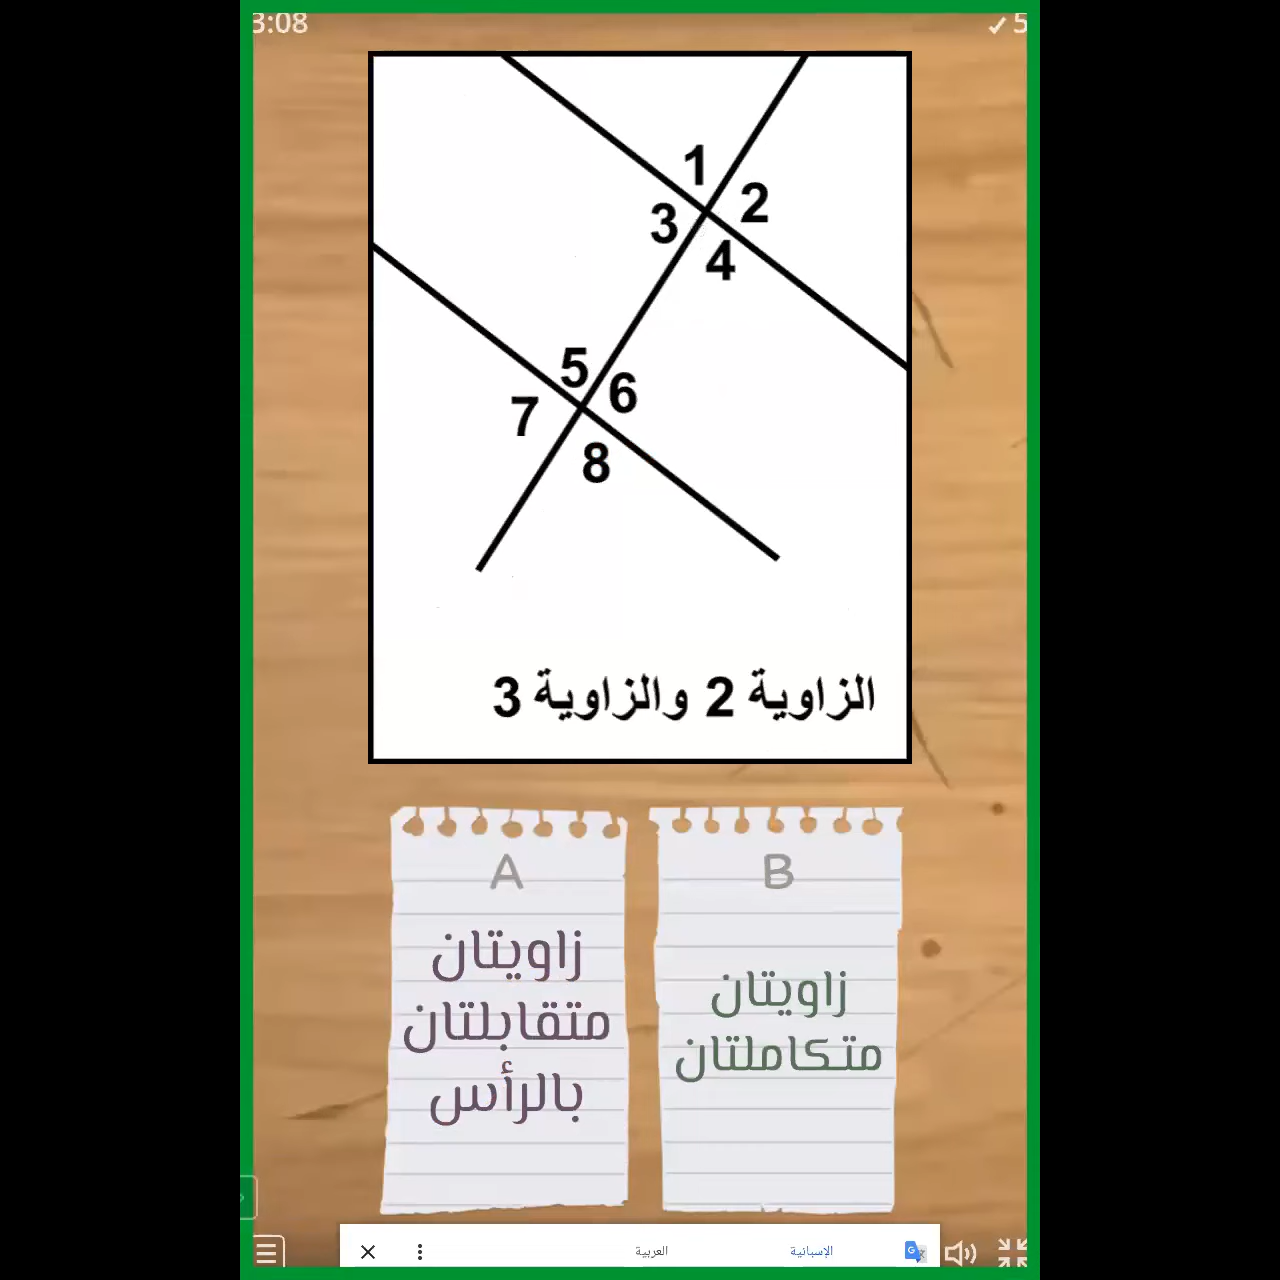 3:08
✓ 5
1
2
3
4
5
6
7
8
الزاوية 2 والزاوية 3
A
زاويتان
متقابلتان
بالرأس
B
زاويتان
متكاملتان
العربية
الإسبانية